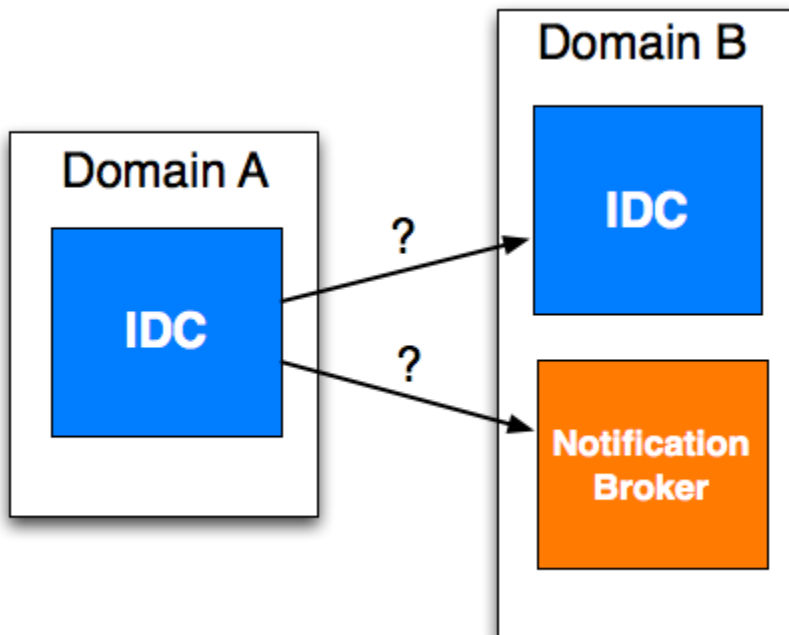 Domain A
IDC
?
?
Domain B
IDC
Notification
Broker